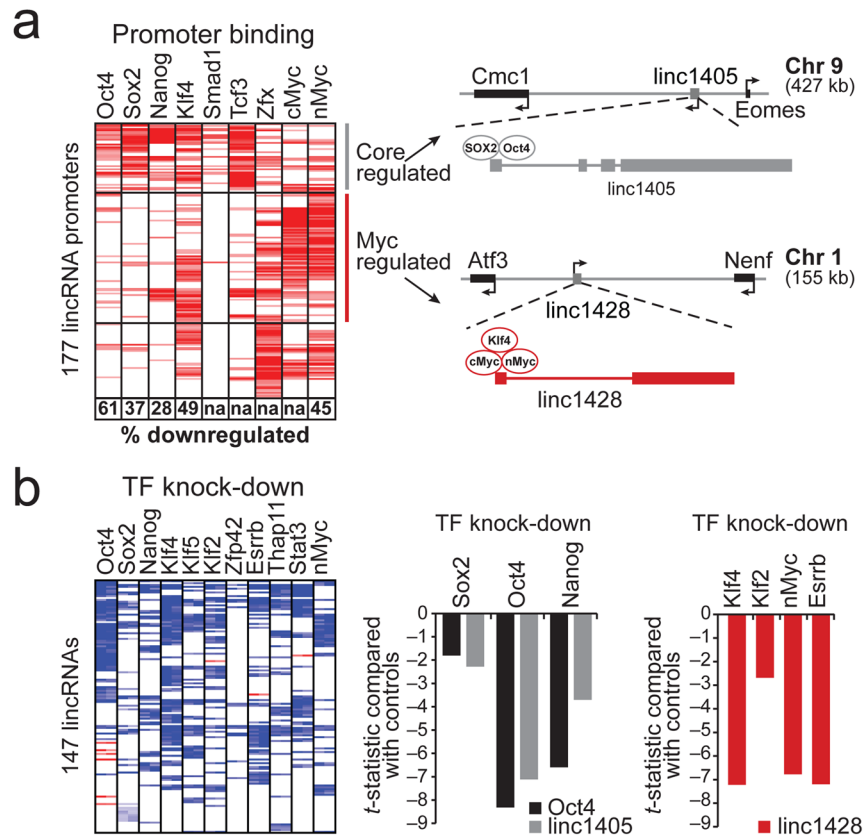 a
Promoter binding
Oct4
Sox2
Nanog
Klf4
Smad1
Tcf3
Zfx
cMyc
nMyc
177 lincRNA promoters
Core
regulated
Myc
regulated
61 37 28 49 na na na na 45
% downregulated
Cmc1
linc1405
Chr 9
(427 kb)
Eomes
SOX2
Oct4
linc1405
Atf3
Nenf
Chr 1
(155 kb)
linc1428
Klf4
cMyc
nMyc
linc1428
b
TF knock-down
Oct4
Sox2
Nanog
Klf4
Klf5
Klf2
Zfp42
Esrrb
Thap11
Stat3
nMyc
147 lincRNAs
TF knock-down
Sox2
Oct4
Nanog
t-statistic compared
with controls
0
–1
–2
–3
–4
–5
–6
–7
–8
–9
Oct4
linc1405
TF knock-down
Klf4
Klf2
nMyc
Esrrb
t-statistic compared
with controls
0
–1
–2
–3
–4
–5
–6
–7
–8
–9
linc1428